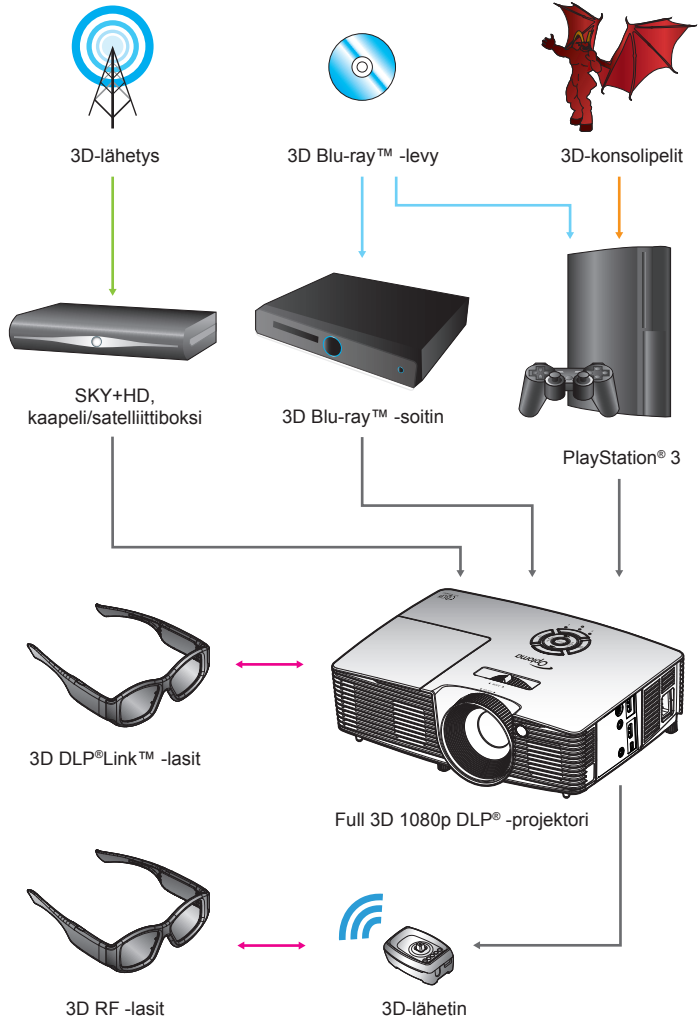 3D-lähetys
3D Blu-ray™ -levy
3D-konsolipelit
SKY+HD,
kaapeli/satelliittiboksi
3D Blu-ray™ -soitin
PlayStation® 3
Optoma
3D DLP®Link™ -lasit
Full 3D 1080p DLP® -projektori
3D RF -lasit
3D-lähetin